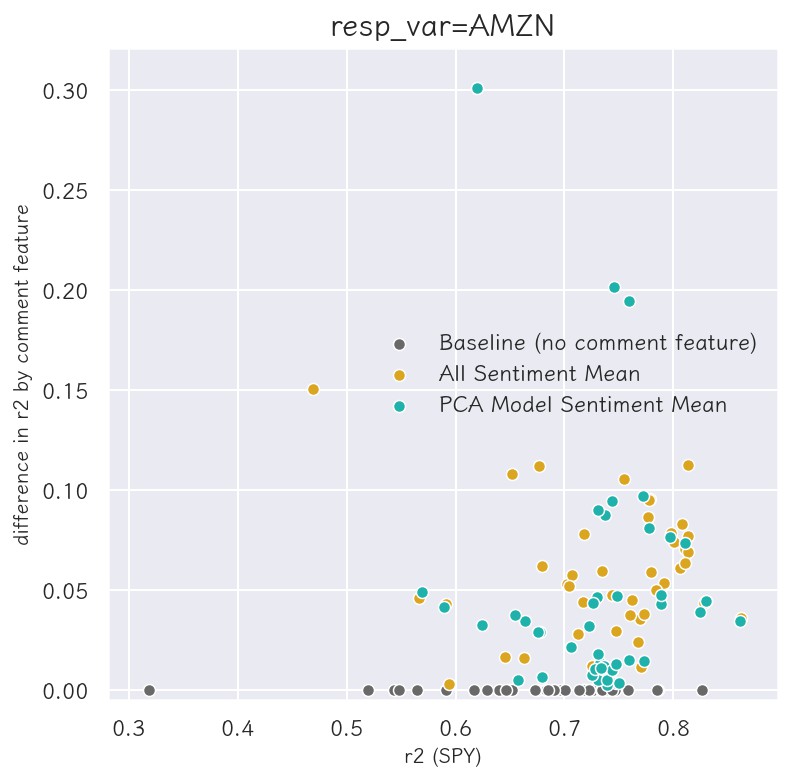 resp_var=AMZN
0.30
0.25
0.20
0.15
0.10
0.05
0.00
difference in r2 by comment feature
Baseline (no comment feature)
All Sentiment Mean
PCA Model Sentiment Mean
0.3 0.4 0.5 0.6 0.7 0.8
r2 (SPY)